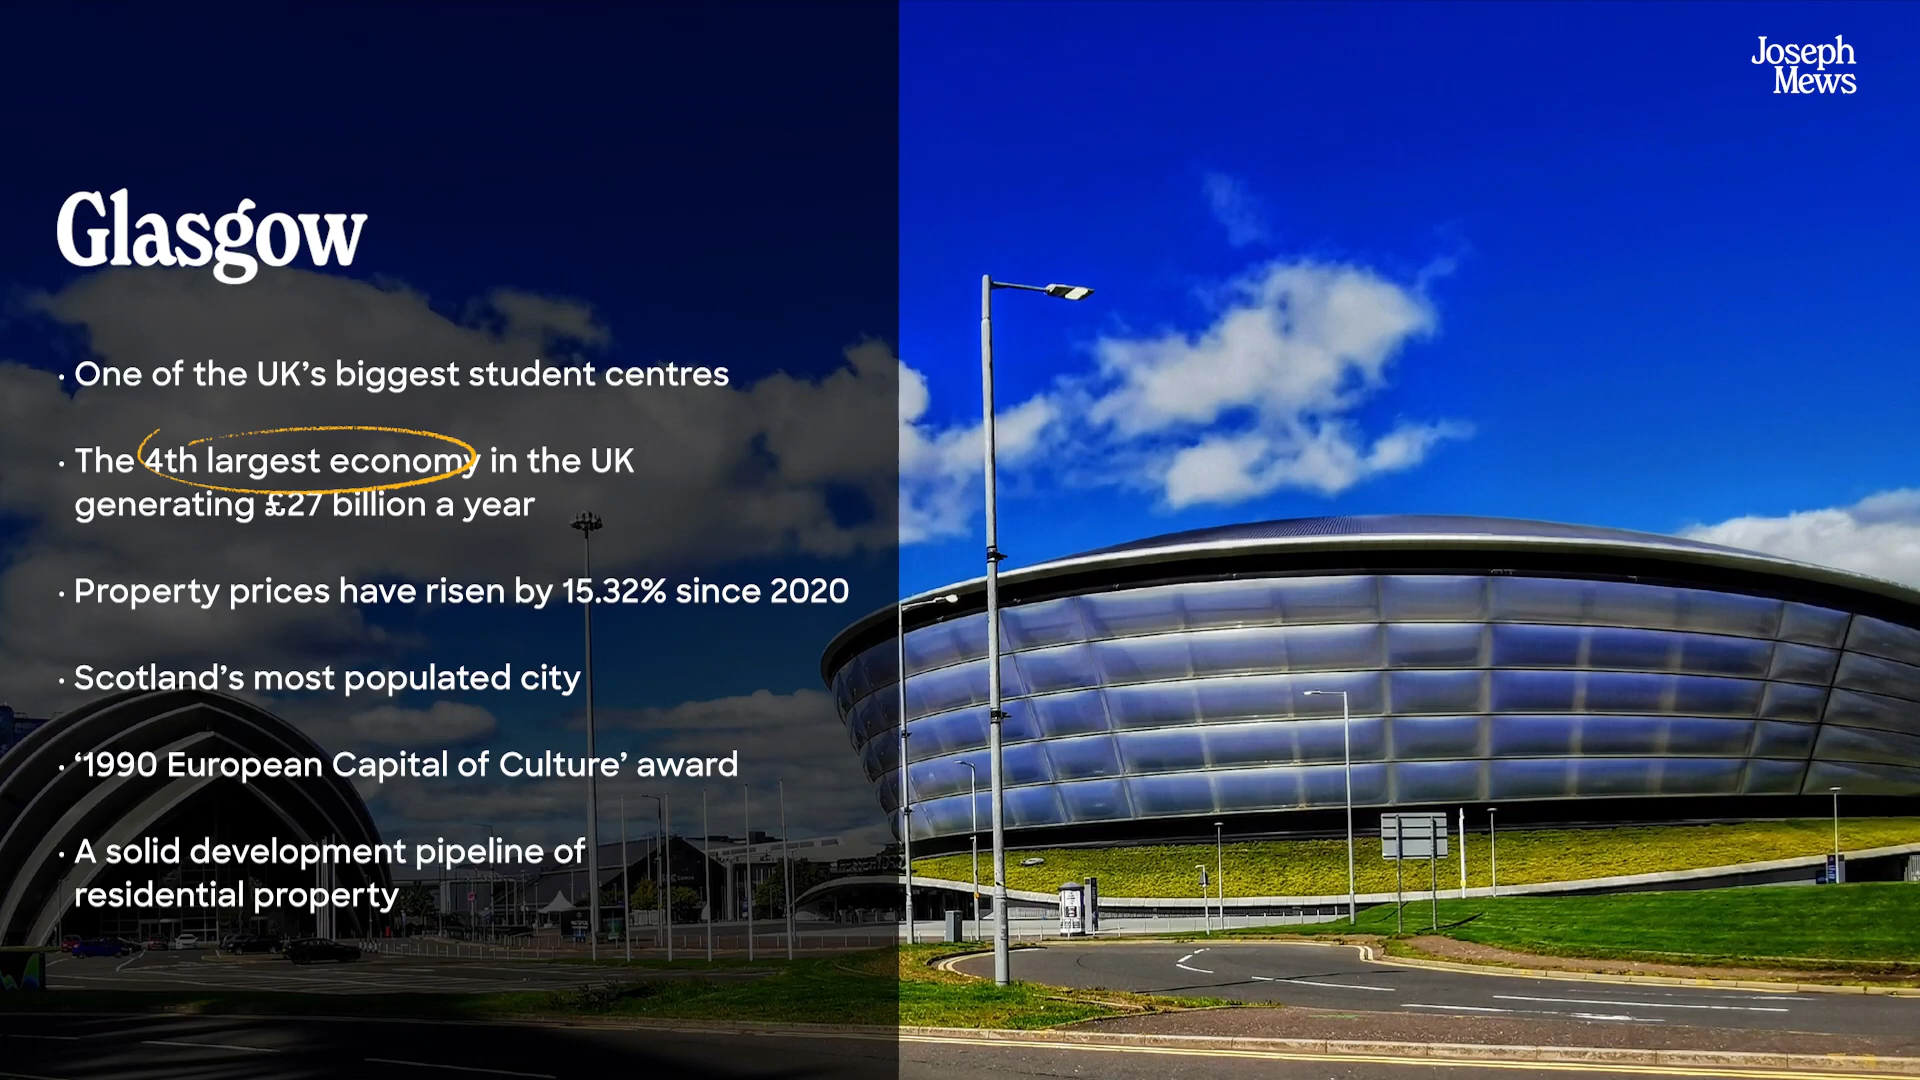 Joseph
Mews
Glasgow
· One of the UK’s biggest student centres
· The 4th largest economy in the UK
generating £27 billion a year
· Property prices have risen by 15.32% since 2020
· Scotland’s most populated city
· ‘1990 European Capital of Culture’ award
· A solid development pipeline of
residential property